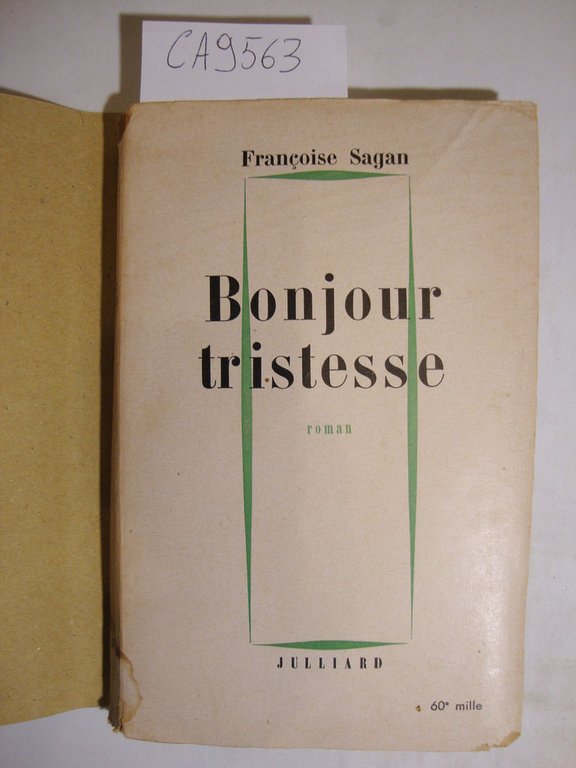 CA9563
Françoise Sagan
Bonjour
tristesse
roman
JULLIARD
60e mille